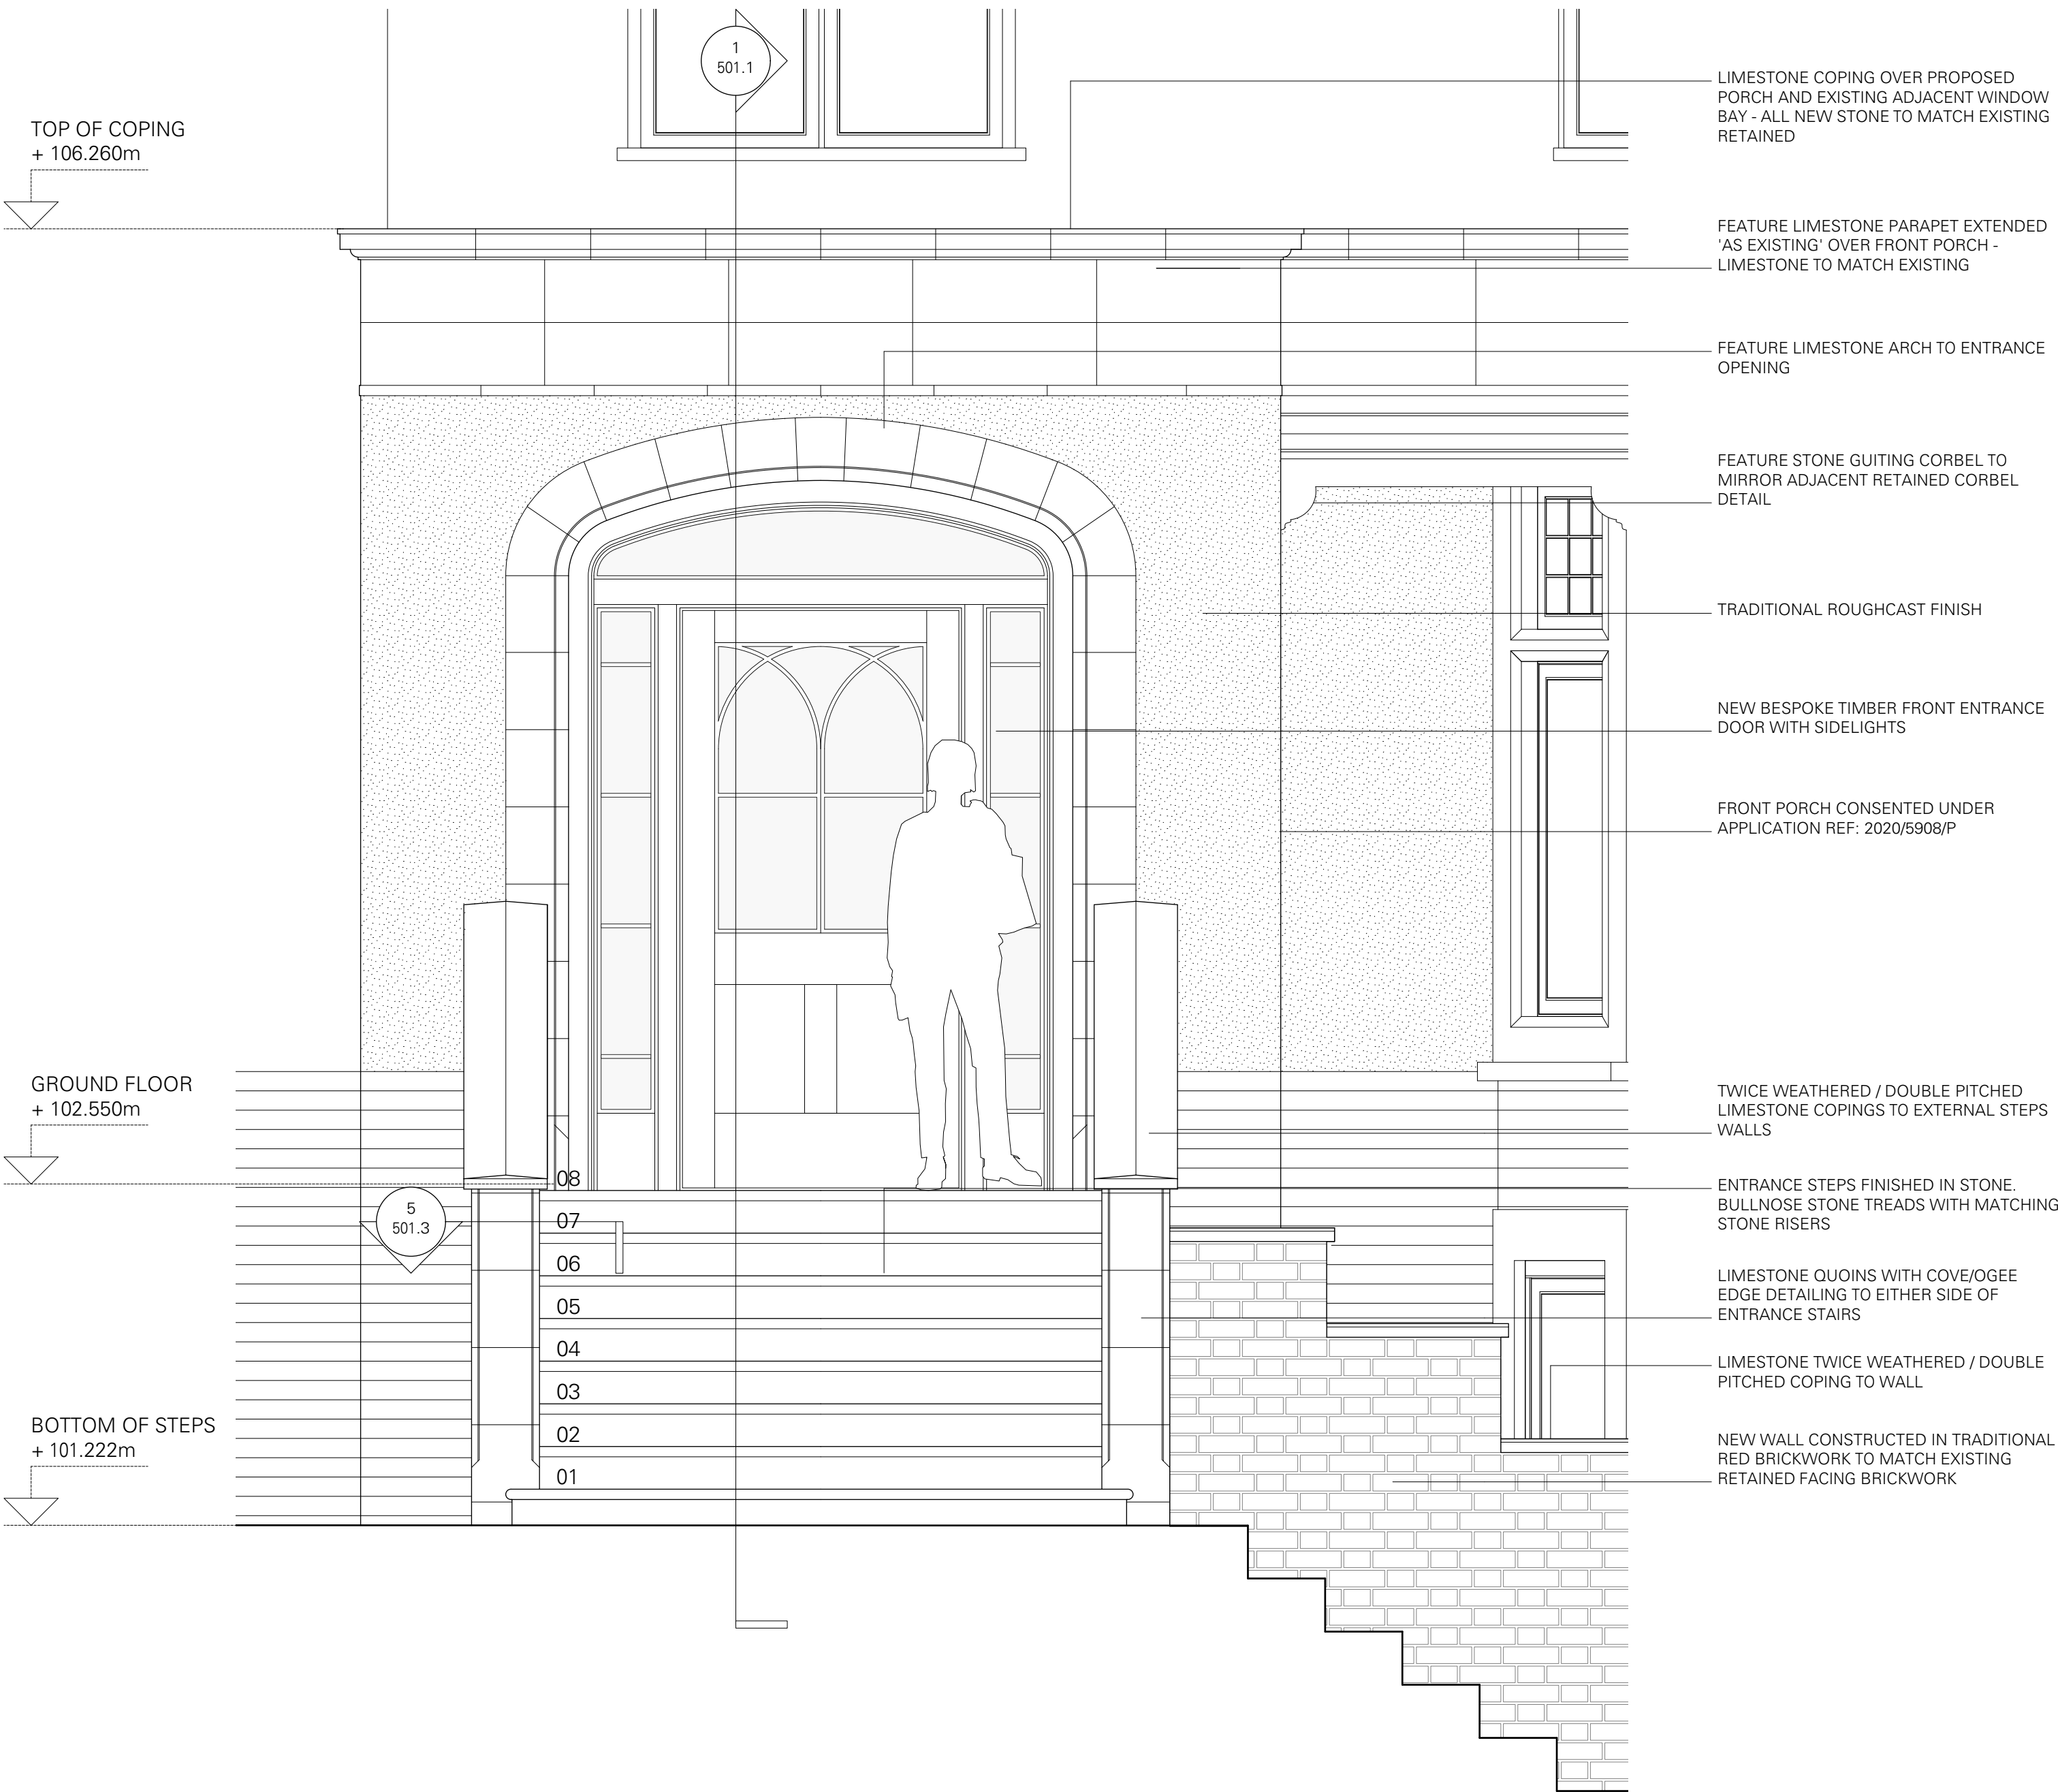 1
501.1
TOP OF COPING
+ 106.260m
LIMESTONE COPING OVER PROPOSED
PORCH AND EXISTING ADJACENT WINDOW
BAY - ALL NEW STONE TO MATCH EXISTING
RETAINED
FEATURE LIMESTONE PARAPET EXTENDED
'AS EXISTING' OVER FRONT PORCH -
LIMESTONE TO MATCH EXISTING
FEATURE LIMESTONE ARCH TO ENTRANCE
OPENING
FEATURE STONE GUITING CORBEL TO
MIRROR ADJACENT RETAINED CORBEL
DETAIL
TRADITIONAL ROUGHCAST FINISH
NEW BESPOKE TIMBER FRONT ENTRANCE
DOOR WITH SIDELIGHTS
FRONT PORCH CONSENTED UNDER
APPLICATION REF: 2020/5908/P
GROUND FLOOR
+ 102.550m
TWICE WEATHERED / DOUBLE PITCHED
LIMESTONE COPINGS TO EXTERNAL STEPS
WALLS
08
ENTRANCE STEPS FINISHED IN STONE.
BULLNOSE STONE TREADS WITH MATCHING
STONE RISERS
5
501.3
07
06
LIMESTONE QUOINS WITH COVE/OGEE
EDGE DETAILING TO EITHER SIDE OF
ENTRANCE STAIRS
05
04
LIMESTONE TWICE WEATHERED / DOUBLE
PITCHED COPING TO WALL
03
BOTTOM OF STEPS
+ 101.222m
02
NEW WALL CONSTRUCTED IN TRADITIONAL
RED BRICKWORK TO MATCH EXISTING
RETAINED FACING BRICKWORK
01